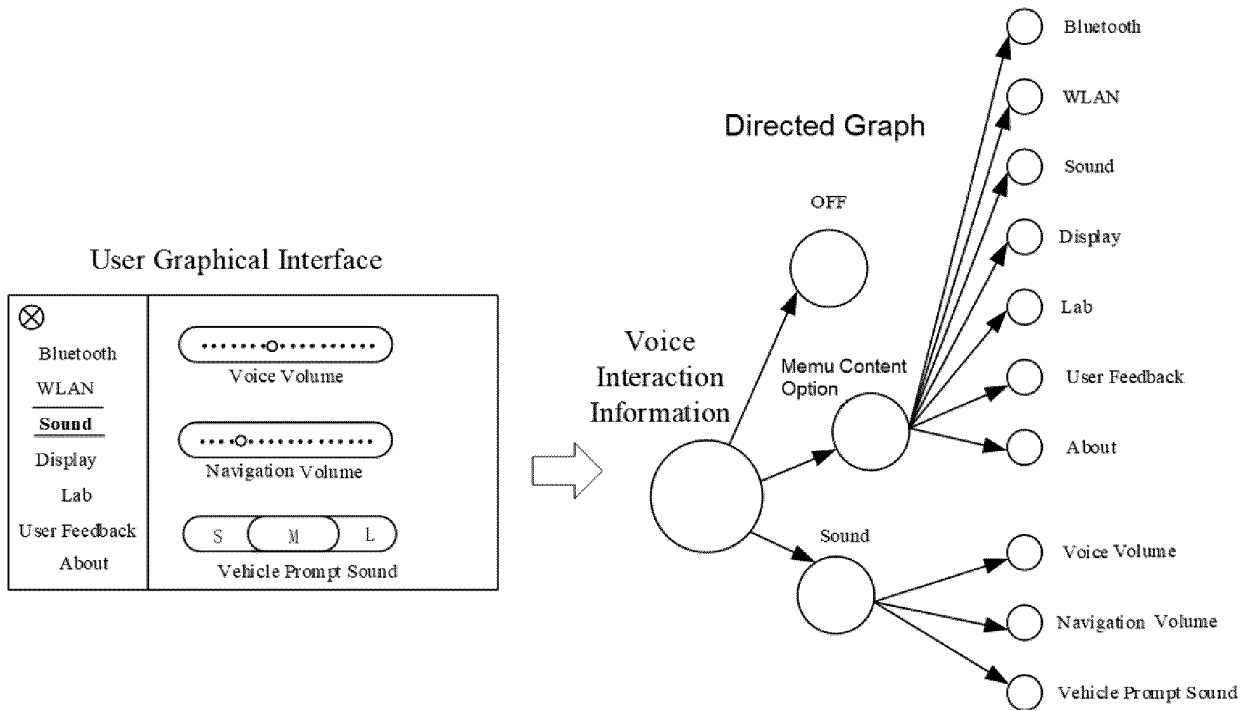 User Graphical Interface
Bluetooth
WLAN
Sound
Display
Lab
User Feedback
About
Voice Volume
Navigation Volume
S M L
Vehicle Prompt Sound
Directed Graph
Voice
Interaction
Information
OFF
Memu Content
Option
Sound
Bluetooth
WLAN
Sound
Display
Lab
User Feedback
About
Voice Volume
Navigation Volume
Vehicle Prompt Sound